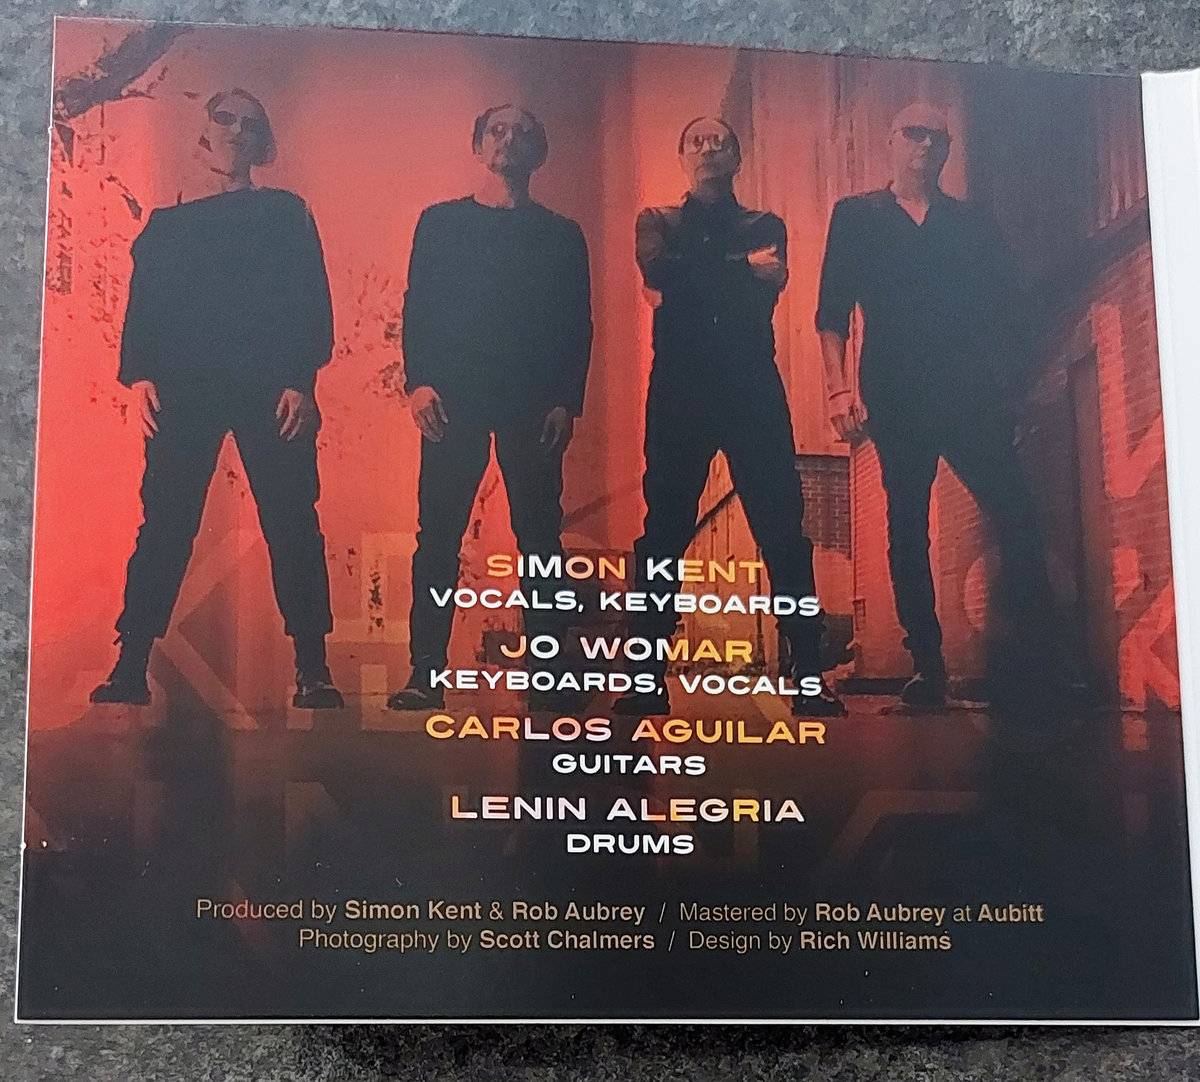 SIMON KENT
VOCALS, KEYBOARDS
JO WOMAR
KEYBOARDS, VOCALS
CARLOS AGUILAR
GUITARS
LENIN ALEGRIA
DRUMS
Produced by Simon Kent & Rob Aubrey / Mastered by Rob Aubrey at Aubitt
Photography by Scott Chalmers / Design by Rich Williams